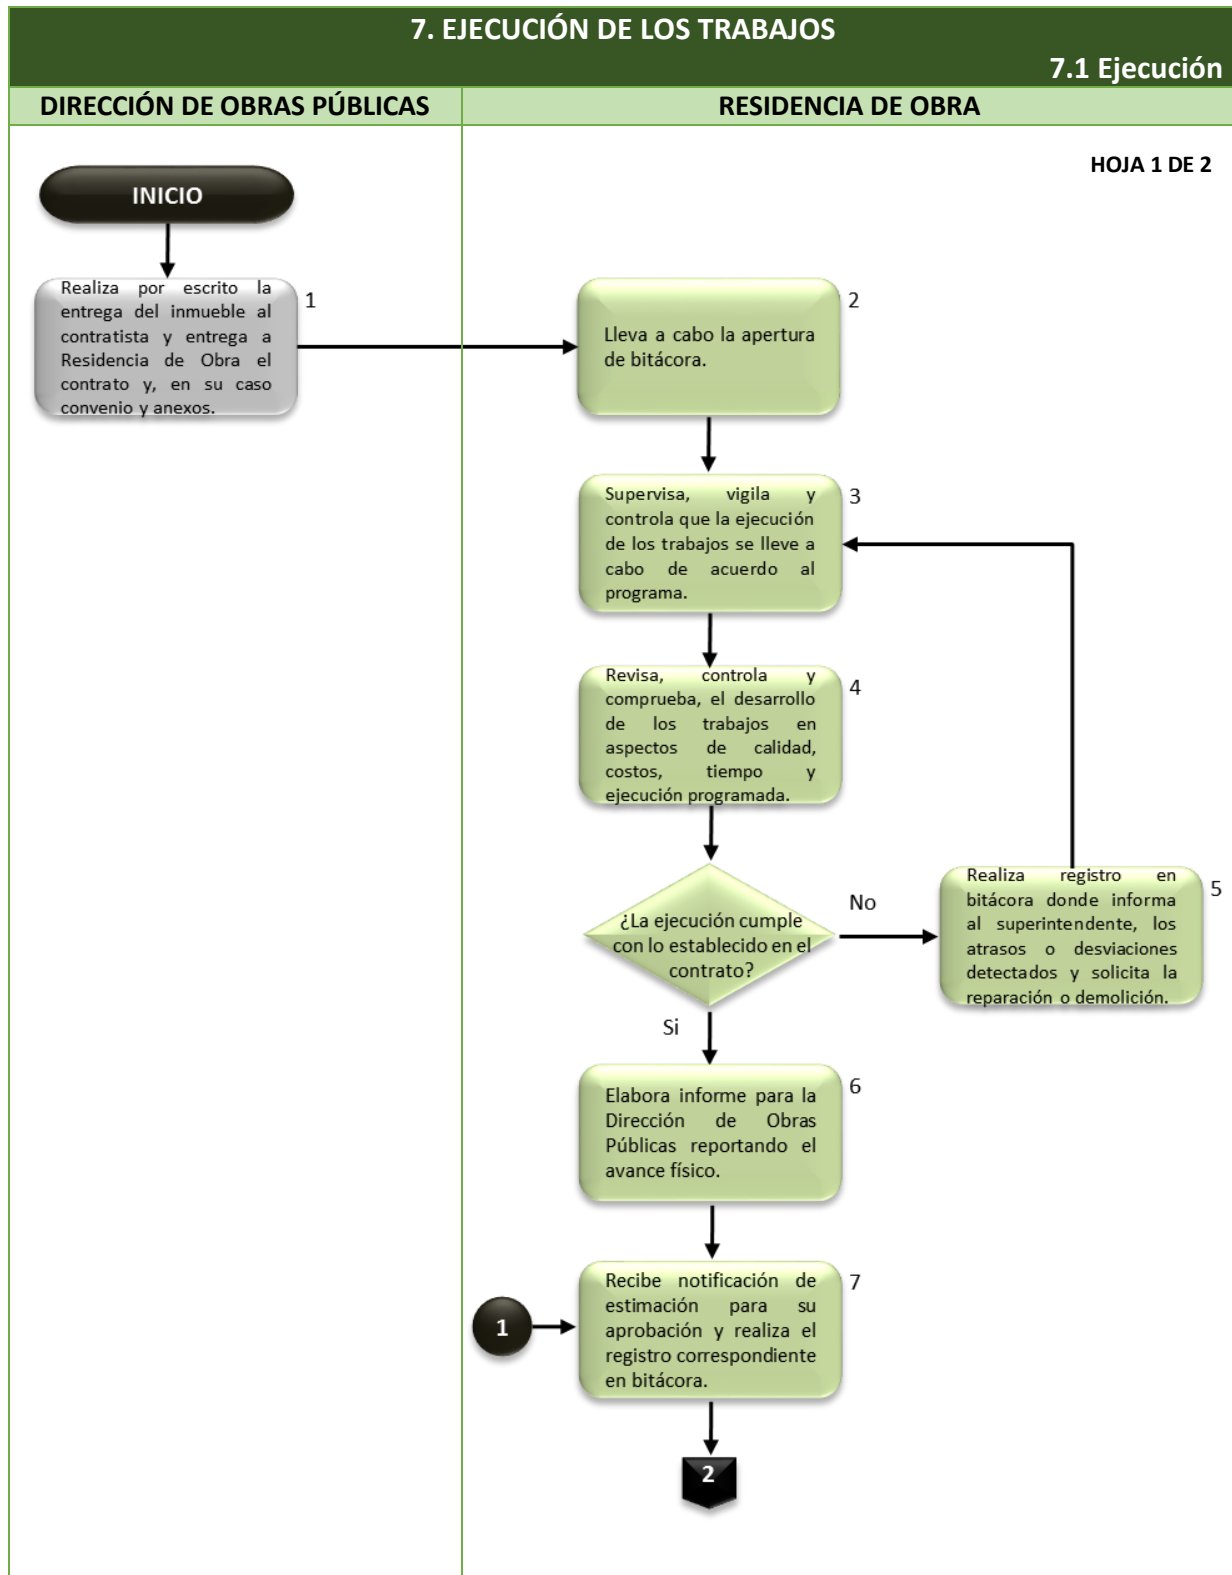 7. EJECUCIÓN DE LOS TRABAJOS
7.1 Ejecución
DIRECCIÓN DE OBRAS PÚBLICAS
RESIDENCIA DE OBRA
HOJA 1 DE 2
INICIO
Realiza por escrito la
entrega del inmueble al
contratista y entrega a
Residencia de Obra el
contrato y, en su caso
convenio y anexos.
1
Lleva a cabo la apertura
de bitácora.
2
Supervisa, vigila y
controla que la ejecución
de los trabajos se lleve a
cabo de acuerdo al
programa.
3
Revisa, controla y
comprueba, el desarrollo
de los trabajos en
aspectos de calidad,
costos, tiempo y
ejecución programada.
4
¿La ejecución cumple
con lo establecido en el
contrato?
No
Realiza registro en
bitácora donde informa
al superintendente, los
atrasos o desviaciones
detectados y solicita la
reparación o demolición.
5
Si
Elabora informe para la
Dirección de Obras
Públicas reportando el
avance físico.
6
1
Recibe notificación de
estimación para su
aprobación y realiza el
registro correspondiente
en bitácora.
7
2